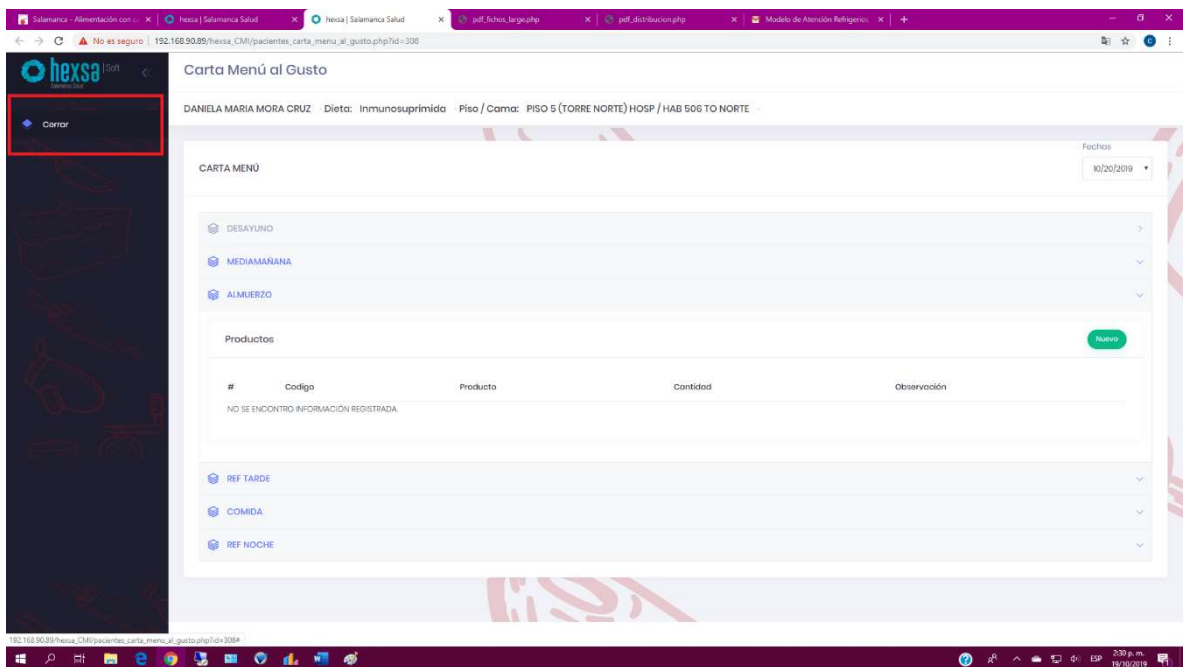 Salamanca - Alimentación con
hexsa | Salamanca Salud
hexsa | Salamanca Salud
pdf_fichos_large.php
pdf_distribucion.php
Modelo de Atención Refrigerios
No es seguro | 192.168.90.89/hexsa_CMI/pacientes_carta_menu_al_gusto.php?id=308
hexsa | Soft
Salamanca Salud
Carta Menú al Gusto
DANIELA MARIA MORA CRUZ Dieta: Inmunosuprimida Piso / Cama: PISO 5 (TORRE NORTE) HOSP / HAB 506 TO NORTE
Cerrar
Fechas
CARTA MENÚ
10/20/2019
DESAYUNO
MEDIAMAÑANA
ALMUERZO
Productos
Nuevo
# Codigo Producto Cantidad Observación
NO SE ENCONTRO INFORMACIÓN REGISTRADA.
REF TARDE
COMIDA
REF NOCHE
192.168.90.89/hexsa_CMI/pacientes_carta_menu_al_gusto.php?id=308#
ESP
2:30 p. m.
19/10/2019